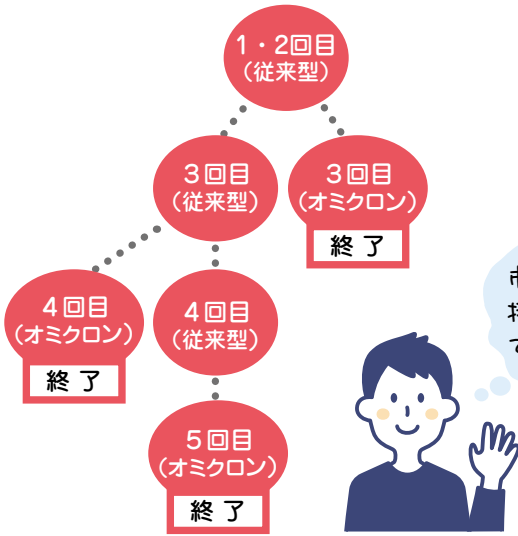 1・2回目
(従来型)
3回目
(従来型)
3回目
(オミクロン)
終了
4回目
(オミクロン)
終了
4回目
(従来型)
5回目
(オミクロン)
終了